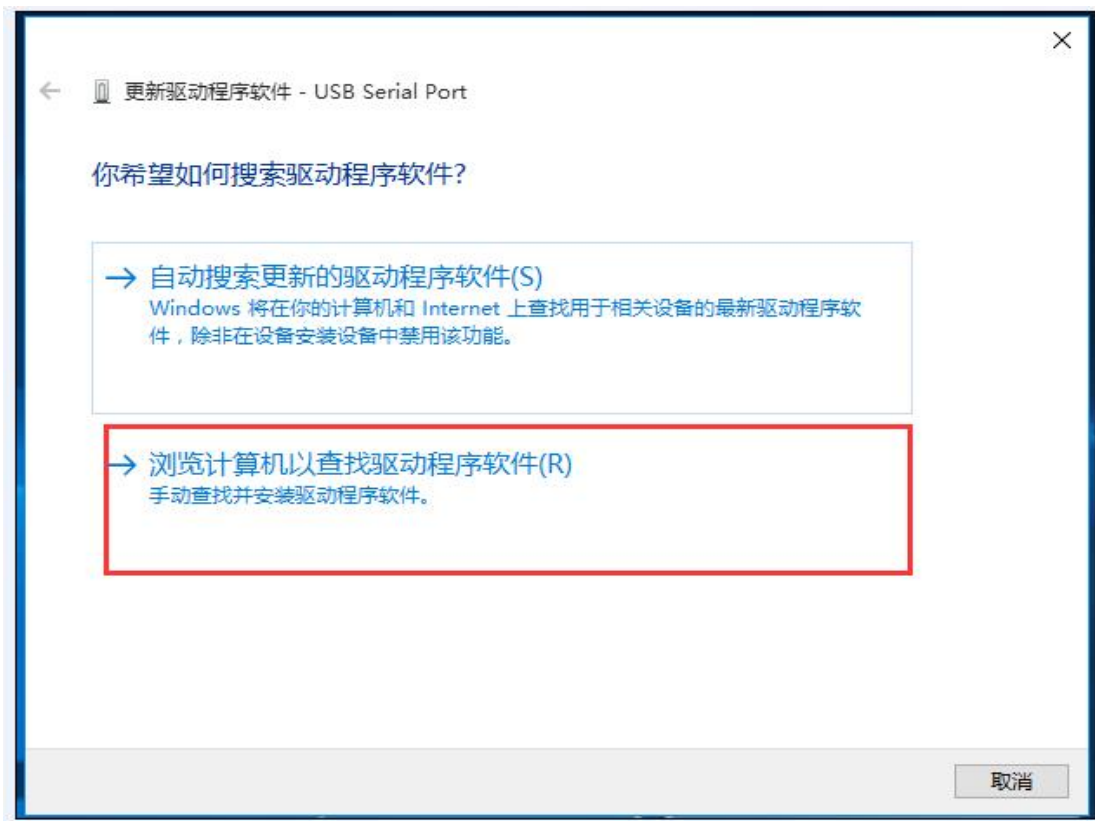 更新驱动程序软件 - USB Serial Port
你希望如何搜索驱动程序软件?
自动搜索更新的驱动程序软件(S)
Windows 将在你的计算机和 Internet 上查找用于相关设备的最新驱动程序软
件，除非在设备安装设备中禁用该功能。
浏览计算机以查找驱动程序软件(R)
手动查找并安装驱动程序软件。
取消